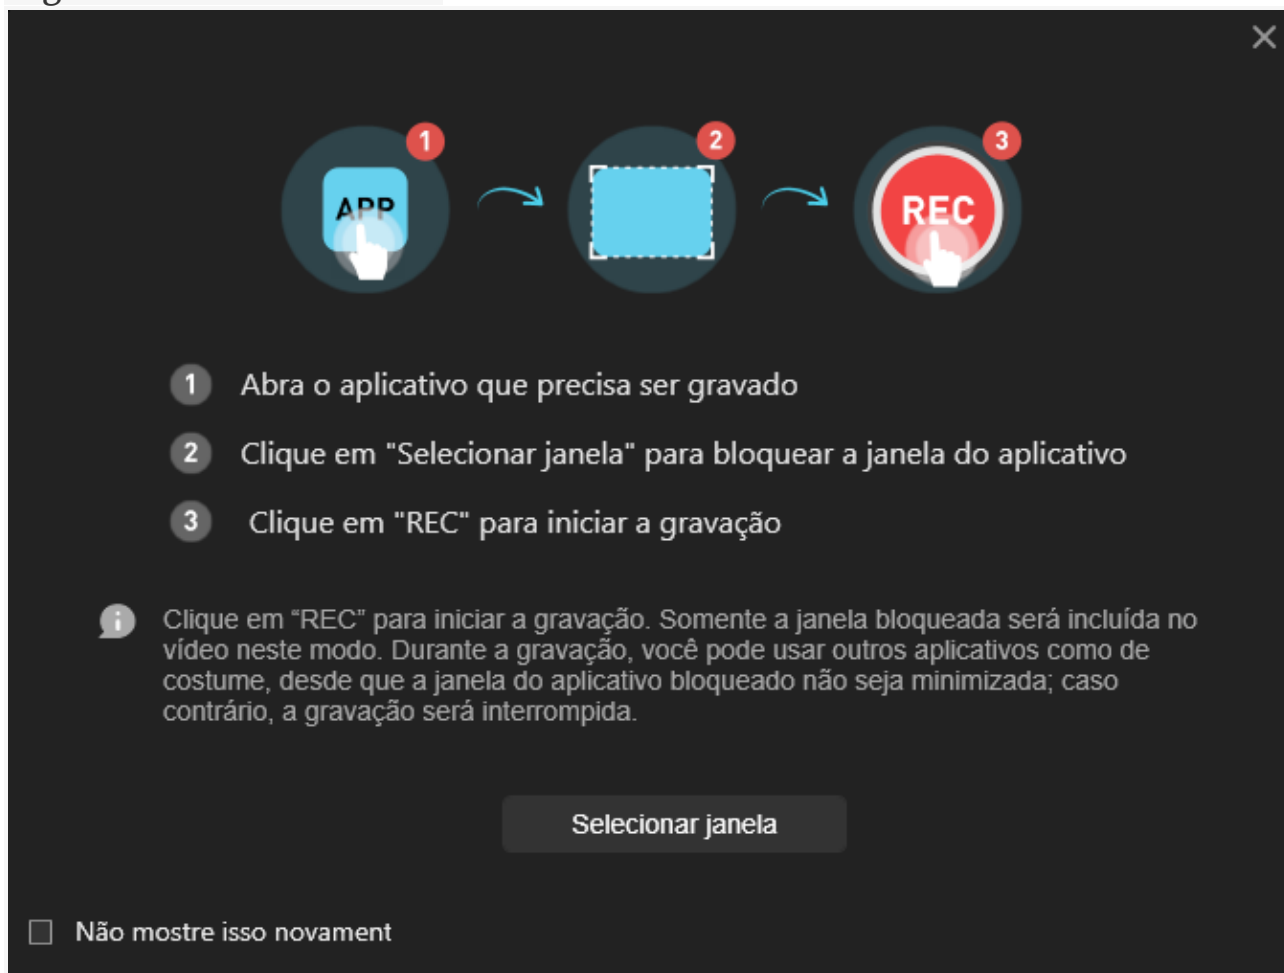 1
2
3
APP
REC
1 Abra o aplicativo que precisa ser gravado
2 Clique em "Selecionar janela" para bloquear a janela do aplicativo
3 Clique em "REC" para iniciar a gravação
i Clique em “REC” para iniciar a gravação. Somente a janela bloqueada será incluída no
vídeo neste modo. Durante a gravação, você pode usar outros aplicativos como de
costume, desde que a janela do aplicativo bloqueado não seja minimizada; caso
contrário, a gravação será interrompida.
Selecionar janela
Não mostre isso novament